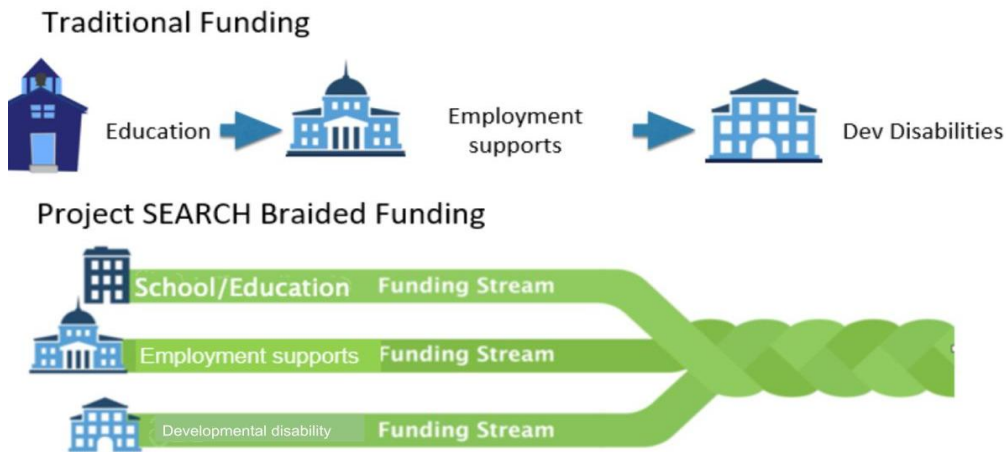 Traditional Funding
Education
Employment
supports
Dev Disabilities
Project SEARCH Braided Funding
School/Education Funding Stream
Employment supports Funding Stream
Developmental disability Funding Stream